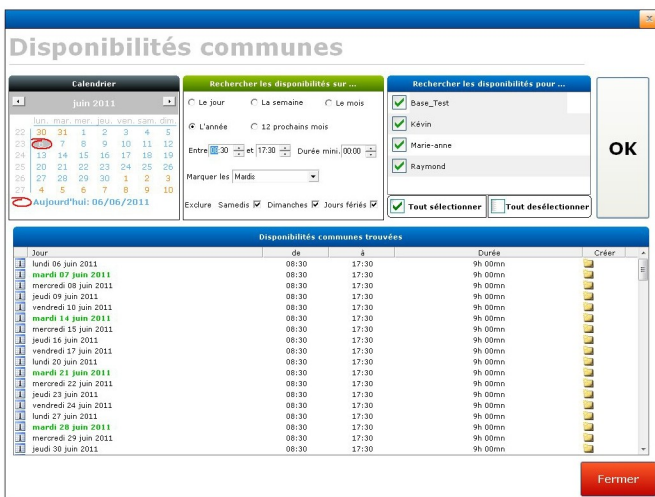 Disponibilités communes
Calendrier
juin 2011
lun. mar. mer. jeu. ven. sam. dim.
22 30 31 1 2 3 4 5
23 6 7 8 9 10 11 12
24 13 14 15 16 17 18 19
25 20 21 22 23 24 25 26
26 27 28 29 30 1 2 3
27 4 5 6 7 8 9 10
Aujourd'hui: 06/06/2011
Rechercher les disponibilités sur ...
Le jour La semaine Le mois
L'année 12 prochains mois
Entre 08:30 et 17:30 Durée mini. 00:00
Marquer les Mardis
Exclure Samedis Dimanches Jours fériés
Rechercher les disponibilités pour ...
Base_Test
Kévin
Marie-anne
Raymond
Tout sélectionner Tout desélectionner
OK
Disponibilités communes trouvées
Jour de à Durée Créer
lundi 06 juin 2011 08:30 17:30 9h 00mn
mardi 07 juin 2011 08:30 17:30 9h 00mn
mercredi 08 juin 2011 08:30 17:30 9h 00mn
jeudi 09 juin 2011 08:30 17:30 9h 00mn
vendredi 10 juin 2011 08:30 17:30 9h 00mn
mardi 14 juin 2011 08:30 17:30 9h 00mn
mercredi 15 juin 2011 08:30 17:30 9h 00mn
jeudi 16 juin 2011 08:30 17:30 9h 00mn
vendredi 17 juin 2011 08:30 17:30 9h 00mn
lundi 20 juin 2011 08:30 17:30 9h 00mn
mardi 21 juin 2011 08:30 17:30 9h 00mn
mercredi 22 juin 2011 08:30 17:30 9h 00mn
jeudi 23 juin 2011 08:30 17:30 9h 00mn
vendredi 24 juin 2011 08:30 17:30 9h 00mn
lundi 27 juin 2011 08:30 17:30 9h 00mn
mardi 28 juin 2011 08:30 17:30 9h 00mn
mercredi 29 juin 2011 08:30 17:30 9h 00mn
jeudi 30 juin 2011 08:30 17:30 9h 00mn
Fermer